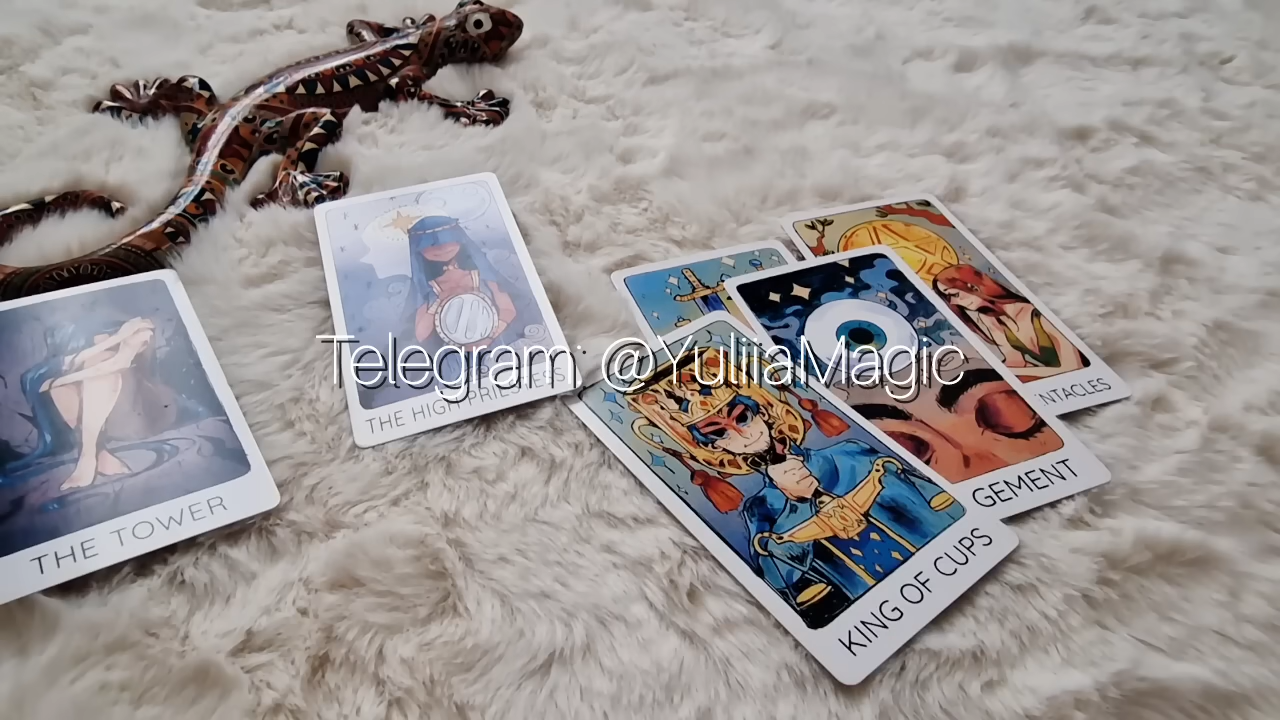 Telegram: @YuliiaMagic
THE HIGH PRIESTESS
NTACLES
GEMENT
THE TOWER
KING OF CUPS